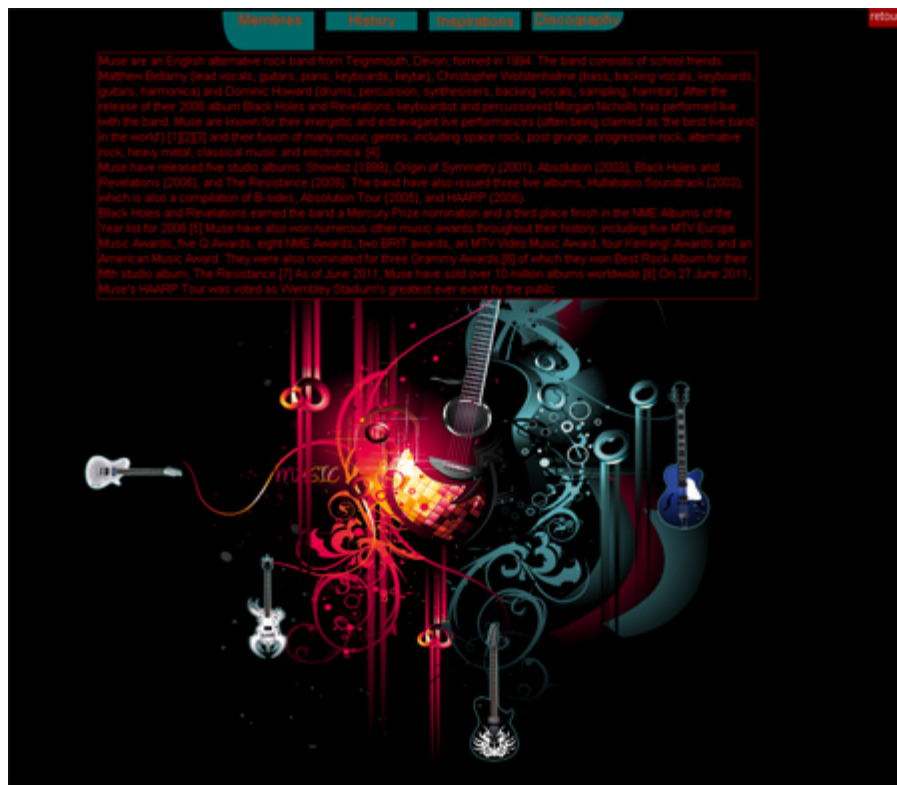 Membres History Inspirations Discography
retou
Muse are an English alternative rock band from Teignmouth, Devon, formed in 1994. The band consists of school friends
Matthew Bellamy (lead vocals, guitars, piano, keyboards, keytar), Christopher Wolstenholme (bass, backing vocals, keyboards,
guitars, harmonica) and Dominic Howard (drums, percussion, synthesisers, backing vocals, sampling, hamtar). After the
release of their 2006 album Black Holes and Revelations, keyboardist and percussionist Morgan Nicholls has performed live
with the band. Muse are known for their energetic and extravagant live performances (often being claimed as 'the best live band
in the world') [1][2][3] and their fusion of many music genres, including space rock, post grunge, progressive rock, alternative
rock, heavy metal, classical music and electronica. [4]
Muse have released five studio albums: Showbiz (1999), Origin of Symmetry (2001), Absolution (2003), Black Holes and
Revelations (2006), and The Resistance (2009). The band have also issued three live albums, Hullabaloo Soundtrack (2002),
which is also a compilation of B-sides, Absolution Tour (2005), and HAARP (2008).
Black Holes and Revelations earned the band a Mercury Prize nomination and a third place finish in the NME Albums of the
Year list for 2006.[5] Muse have also won numerous other music awards throughout their history, including five MTV Europe
Music Awards, five Q Awards, eight NME Awards, two BRIT awards, an MTV Video Music Award, four Kerrang! Awards and an
American Music Award. They were also nominated for three Grammy Awards,[6] of which they won Best Rock Album for their
fifth studio album, The Resistance.[7] As of June 2011, Muse have sold over 10 million albums worldwide.[8] On 27 June 2011,
Muse's HAARP Tour was voted as Wembley Stadium's greatest ever event by the public.
MUSIC